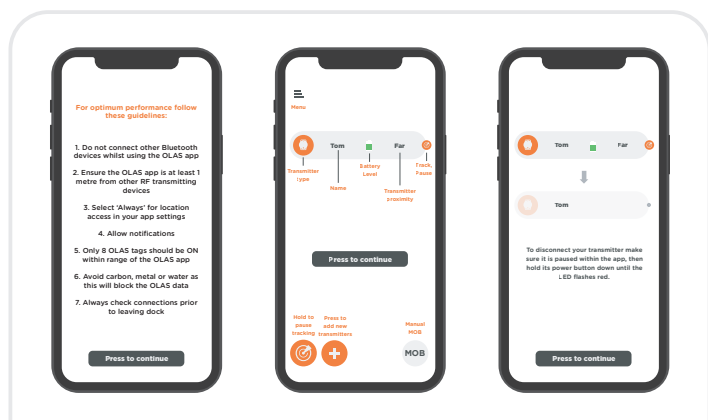 For optimum performance follow
these guidelines:
1. Do not connect other Bluetooth
devices whilst using the OLAS app
2. Ensure the OLAS app is at least 1
metre from other RF transmitting
devices
3. Select 'Always' for location
access in your app settings
4. Allow notifications
5. Only 8 OLAS tags should be ON
within range of the OLAS app
6. Avoid carbon, metal or water as
this will block the OLAS data
7. Always check connections prior
to leaving dock
Press to continue
Menu
Tom
Far
Transmitter
Type
Name
Battery
Level
Transmitter
proximity
Track,
Pause
Press to continue
Hold to
pause
tracking
Press to
add new
transmitters
Manual
MOB
MOB
Tom
Far
Tom
To disconnect your transmitter make
sure it is paused within the app, then
hold its power button down until the
LED flashes red.
Press to continue